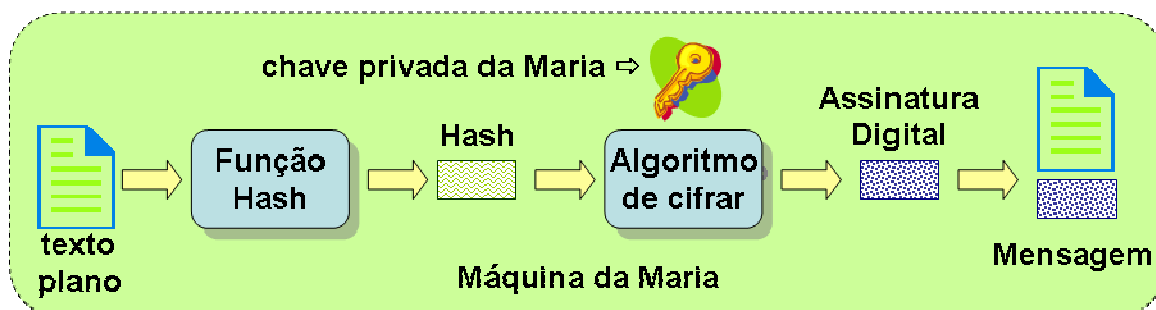 chave privada da Maria ⇨
texto
plano
Função
Hash
Hash
Algoritmo
de cifrar
Assinatura
Digital
Mensagem
Máquina da Maria